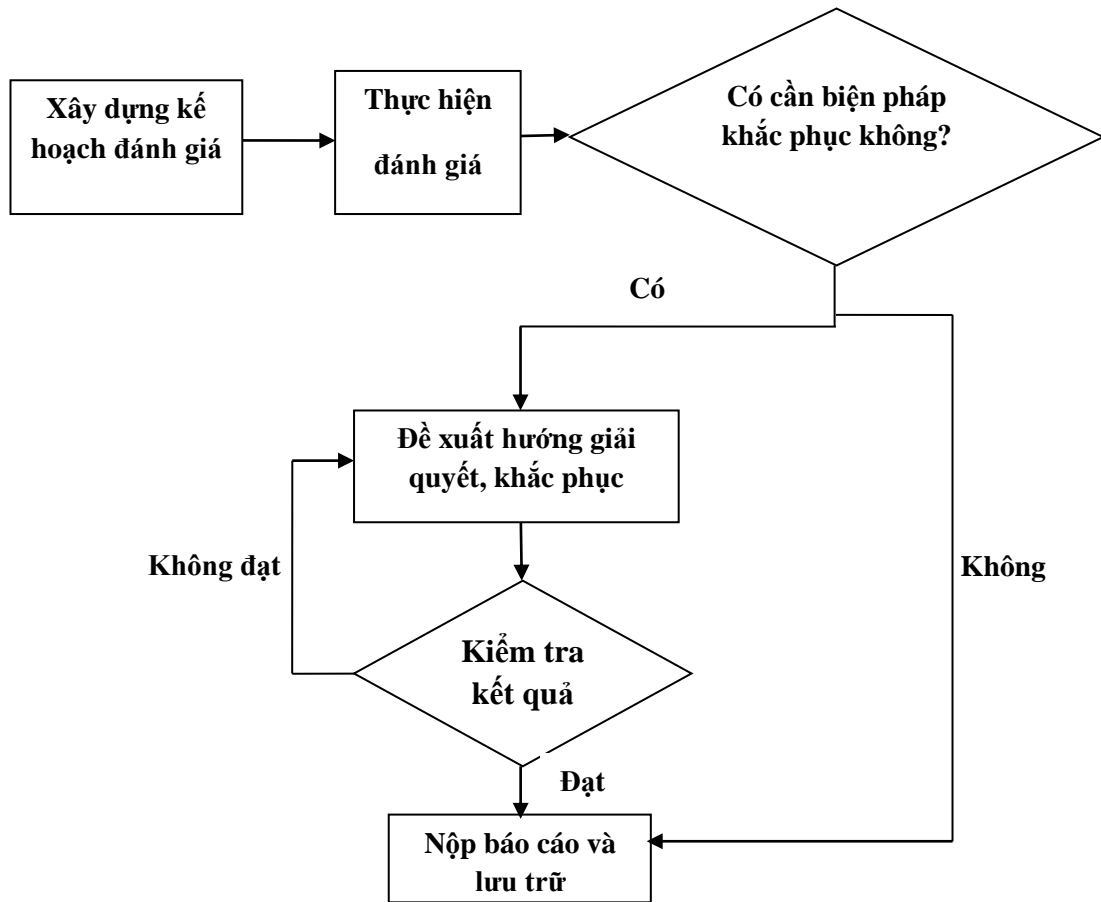 Xây dựng kế
hoạch đánh giá
Thực hiện
đánh giá
Có cần biện pháp
khắc phục không?
Có
Đề xuất hướng giải
quyết, khắc phục
Không đạt
Không
Kiểm tra
kết quả
Đạt
Nộp báo cáo và
lưu trữ